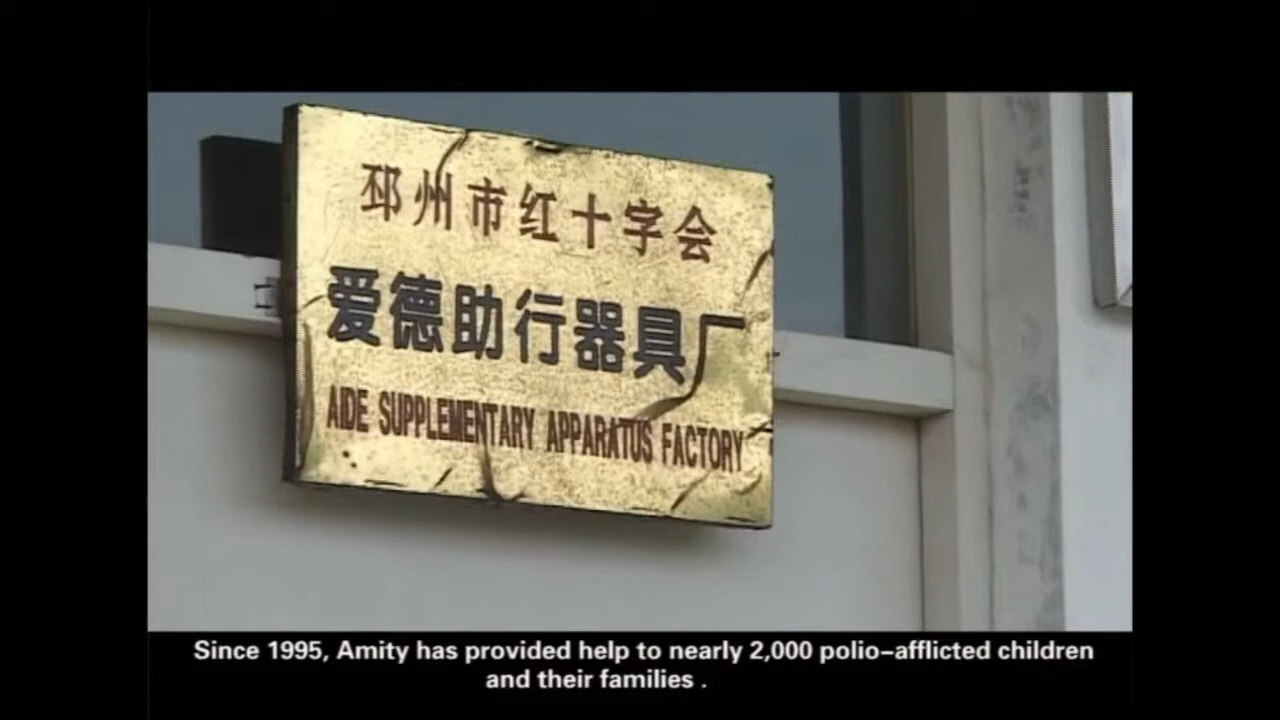 邳州市红十字会
爱德助行器具厂
AIDE SUPPLEMENTARY APPARATUS FACTORY
Since 1995, Amity has provided help to nearly 2,000 polio-afflicted children
and their families .